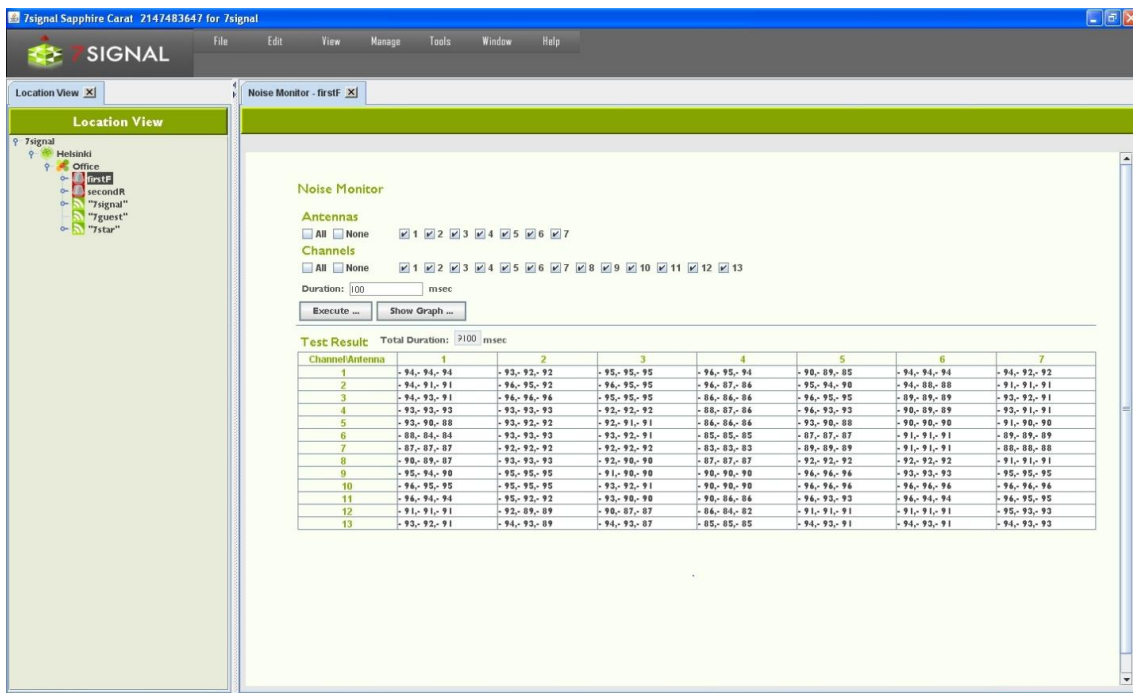 7signal Sapphire Carat 2147483647 for 7signal
7SIGNAL
File Edit View Manage Tools Window Help
Location View
Noise Monitor - firstF
Location View
7signal
Helsinki
Office
firstF
secondR
"7signal"
"7guest"
"7star"
Noise Monitor
Antennas
All None 1 2 3 4 5 6 7
Channels
All None 1 2 3 4 5 6 7 8 9 10 11 12 13
Duration: 100 msec
Execute ... Show Graph ...
Test Result Total Duration: 9100 msec
Channel\Antenna 1 2 3 4 5 6 7
1 - 94,- 94,- 94 - 93,- 92,- 92 - 95,- 95,- 95 - 96,- 95,- 94 - 90,- 89,- 85 - 94,- 94,- 94 - 94,- 92,- 92
2 - 94,- 91,- 91 - 96,- 95,- 92 - 96,- 95,- 95 - 96,- 87,- 86 - 95,- 94,- 90 - 94,- 88,- 88 - 91,- 91,- 91
3 - 94,- 93,- 91 - 96,- 96,- 96 - 95,- 95,- 95 - 86,- 86,- 86 - 96,- 95,- 95 - 89,- 89,- 89 - 93,- 92,- 91
4 - 93,- 93,- 93 - 93,- 93,- 93 - 92,- 92,- 92 - 88,- 87,- 86 - 96,- 93,- 93 - 90,- 89,- 89 - 93,- 91,- 91
5 - 93,- 90,- 88 - 93,- 92,- 92 - 92,- 91,- 91 - 86,- 86,- 86 - 93,- 90,- 88 - 90,- 90,- 90 - 91,- 90,- 90
6 - 88,- 84,- 84 - 93,- 93,- 93 - 93,- 92,- 91 - 85,- 85,- 85 - 87,- 87,- 87 - 91,- 91,- 91 - 89,- 89,- 89
7 - 87,- 87,- 87 - 92,- 92,- 92 - 92,- 92,- 92 - 83,- 83,- 83 - 89,- 89,- 89 - 91,- 91,- 91 - 88,- 88,- 88
8 - 90,- 89,- 87 - 93,- 93,- 93 - 92,- 90,- 90 - 87,- 87,- 87 - 92,- 92,- 92 - 92,- 92,- 92 - 91,- 91,- 91
9 - 95,- 94,- 90 - 95,- 95,- 95 - 91,- 90,- 90 - 90,- 90,- 90 - 96,- 96,- 96 - 93,- 93,- 93 - 95,- 95,- 95
10 - 96,- 95,- 95 - 95,- 95,- 95 - 93,- 92,- 91 - 90,- 90,- 90 - 96,- 96,- 96 - 96,- 96,- 96 - 96,- 96,- 96
11 - 96,- 94,- 94 - 95,- 92,- 92 - 93,- 90,- 90 - 90,- 86,- 86 - 96,- 93,- 93 - 96,- 94,- 94 - 96,- 95,- 95
12 - 91,- 91,- 91 - 92,- 89,- 89 - 90,- 87,- 87 - 86,- 84,- 82 - 91,- 91,- 91 - 91,- 91,- 91 - 95,- 93,- 93
13 - 93,- 92,- 91 - 94,- 93,- 89 - 94,- 93,- 87 - 85,- 85,- 85 - 94,- 93,- 91 - 94,- 93,- 91 - 94,- 93,- 93